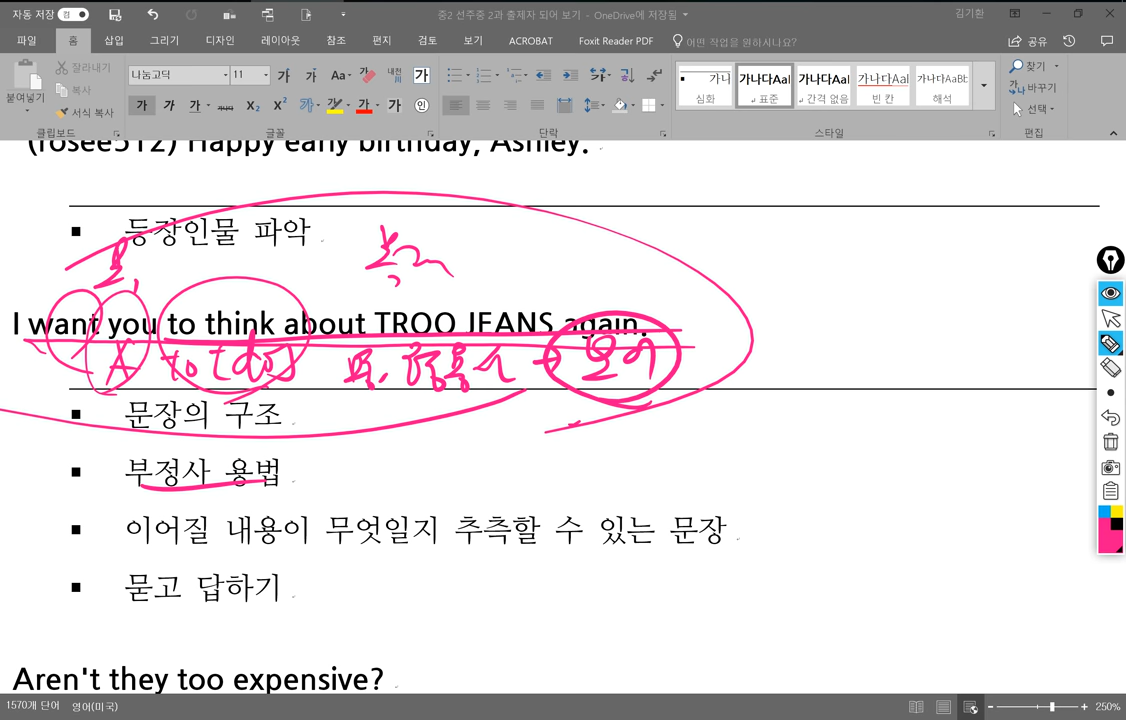 자동 저장 컴 중2 선주중 2과 출제자 되어 보기 - OneDrive에 저장됨 김기환
파일 홈 삽입 그리기 디자인 레이아웃 참조 편지 검토 보기 ACROBAT Foxit Reader PDF 어떤 작업을 원하시나요? 공유
붙여넣기 잘라내기 복사 서식 복사
나눔고딕 11
가나 가나다AaI 가나다AaI 가나다AaI 가나다AaBt
심화 표준 간격 없음 빈 칸 해석
찾기 바꾸기 선택
클립보드 글꼴 단락 스타일 편집
(rosee512) Happy early birthday, Ashley.
등장인물 파악
I want you to think about TROO JEANS again.
A to [do]
문장의 구조
부정사 용법
이어질 내용이 무엇일지 추측할 수 있는 문장
묻고 답하기
Aren't they too expensive?
1570개 단어 영어(미국) 250%